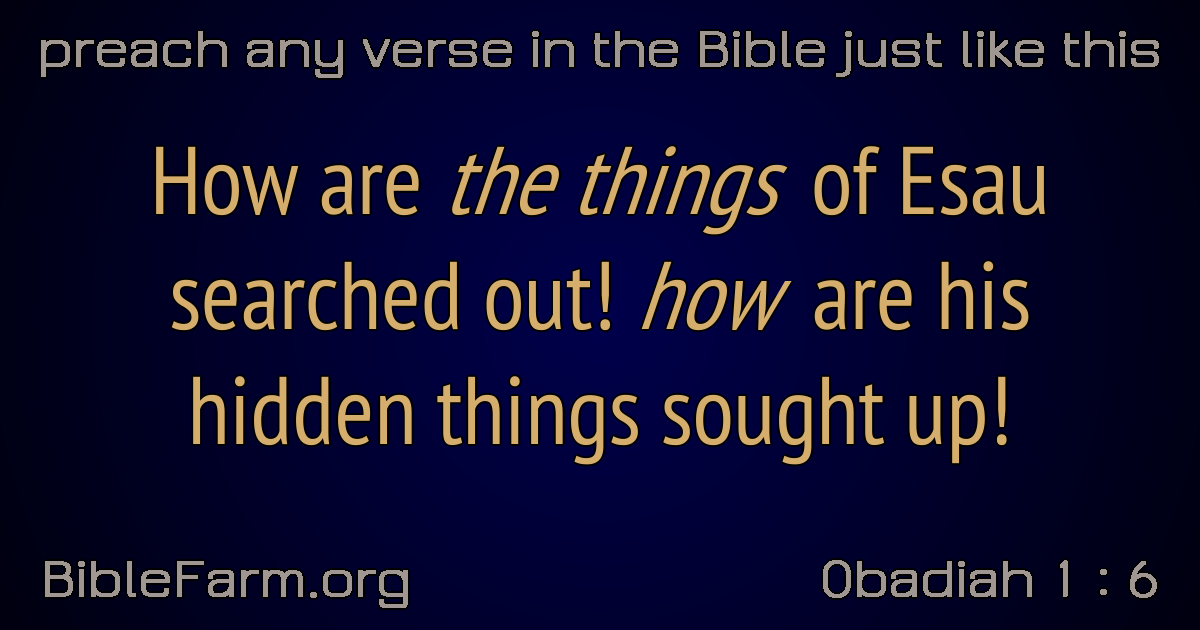 preach any verse in the Bible just like this
How are the things of Esau
searched out! how are his
hidden things sought up!
BibleFarm.org
Obadiah 1 : 6